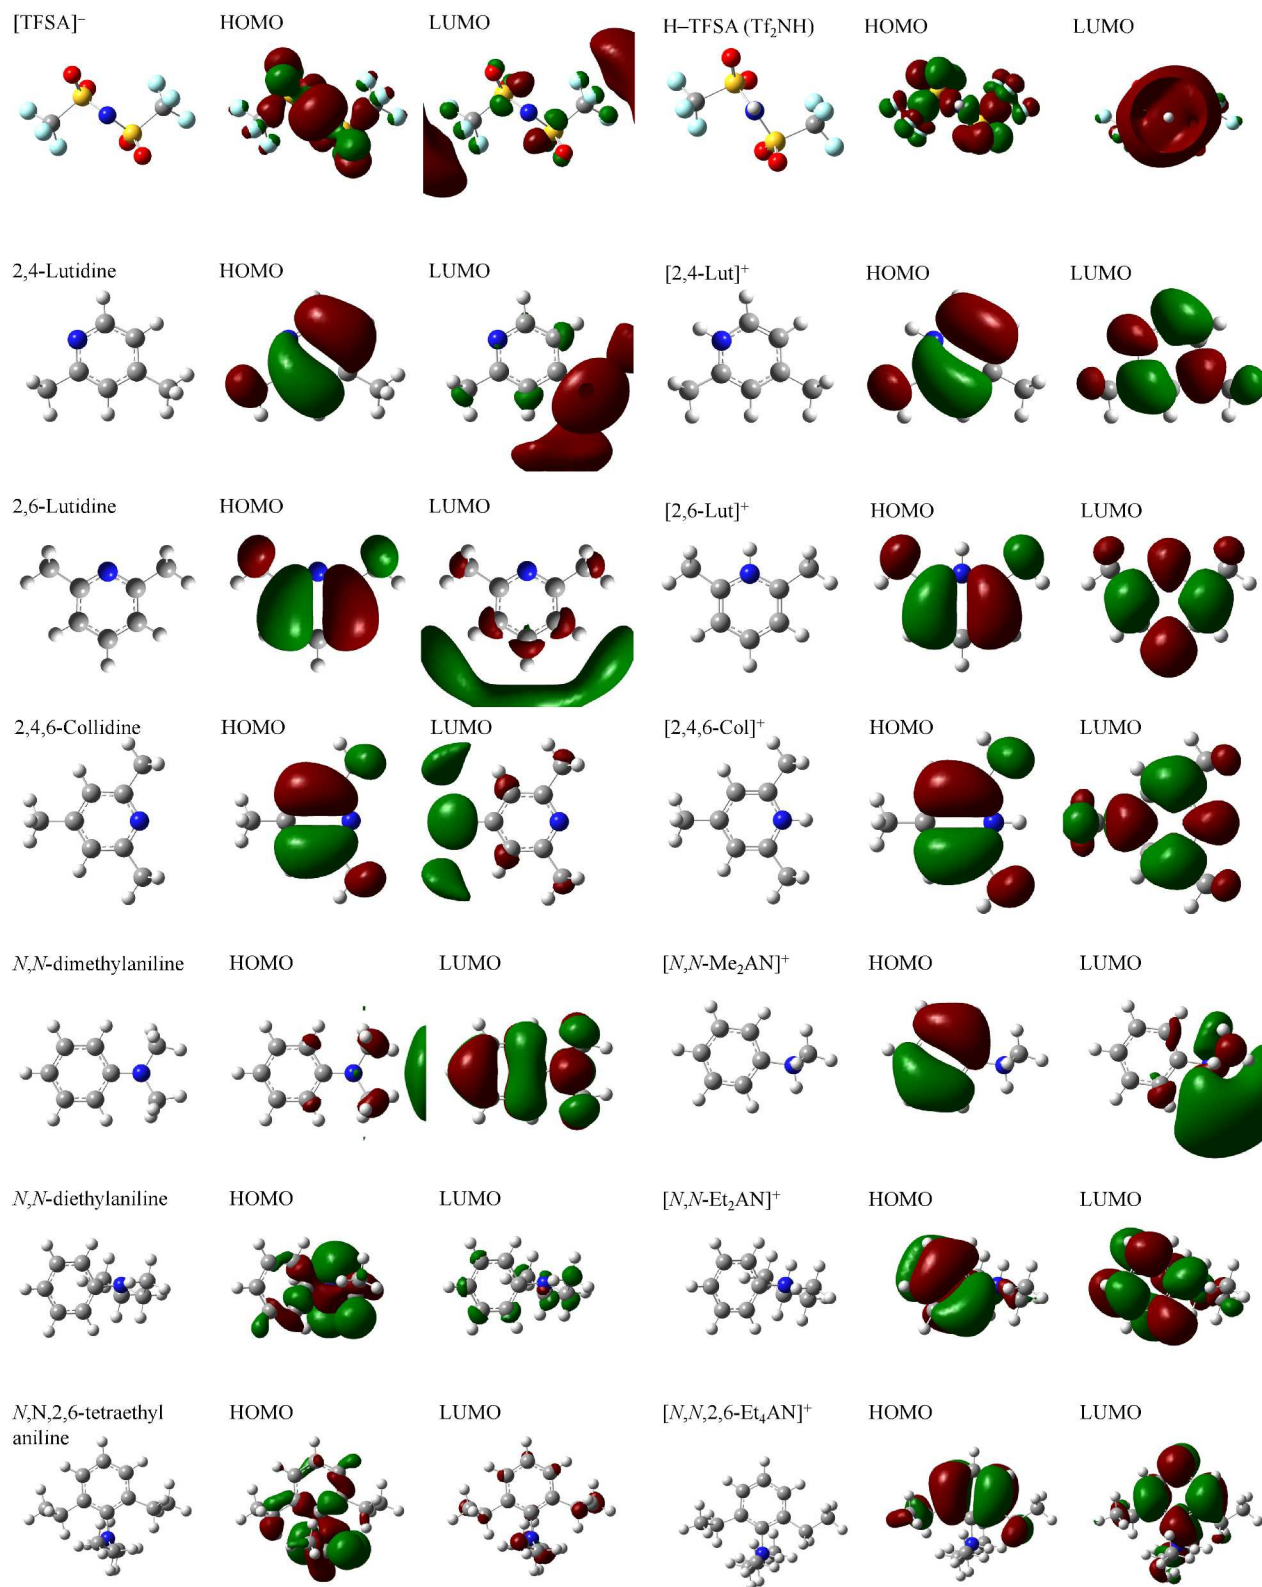 [TFSA]⁻ HOMO LUMO H–TFSA (Tf₂NH) HOMO LUMO
2,4-Lutidine HOMO LUMO [2,4-Lut]⁺ HOMO LUMO
2,6-Lutidine HOMO LUMO [2,6-Lut]⁺ HOMO LUMO
2,4,6-Collidine HOMO LUMO [2,4,6-Col]⁺ HOMO LUMO
N,N-dimethylaniline HOMO LUMO [N,N-Me₂AN]⁺ HOMO LUMO
N,N-diethylaniline HOMO LUMO [N,N-Et₂AN]⁺ HOMO LUMO
N,N,2,6-tetraethyl HOMO LUMO [N,N,2,6-Et₄AN]⁺ HOMO LUMO
aniline